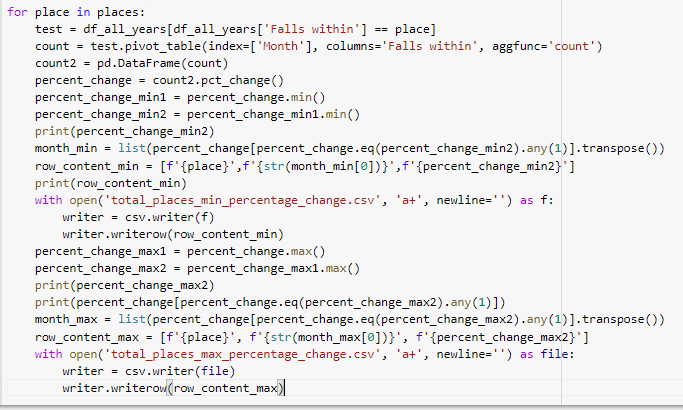 for place in places:
    test = df_all_years[df_all_years['Falls within'] == place]
    count = test.pivot_table(index=['Month'], columns='Falls within', aggfunc='count')
    count2 = pd.DataFrame(count)
    percent_change = count2.pct_change()
    percent_change_min1 = percent_change.min()
    percent_change_min2 = percent_change_min1.min()
    print(percent_change_min2)
    month_min = list(percent_change[percent_change.eq(percent_change_min2).any(1)].transpose())
    row_content_min = [f'{place}',f'{str(month_min[0])}',f'{percent_change_min2}']
    print(row_content_min)
    with open('total_places_min_percentage_change.csv', 'a+', newline='') as f:
        writer = csv.writer(f)
        writer.writerow(row_content_min)
    percent_change_max1 = percent_change.max()
    percent_change_max2 = percent_change_max1.max()
    print(percent_change_max2)
    print(percent_change[percent_change.eq(percent_change_max2).any(1)])
    month_max = list(percent_change[percent_change.eq(percent_change_max2).any(1)].transpose())
    row_content_max = [f'{place}', f'{str(month_max[0])}', f'{percent_change_max2}']
    with open('total_places_max_percentage_change.csv', 'a+', newline='') as file:
        writer = csv.writer(file)
        writer.writerow(row_content_max)